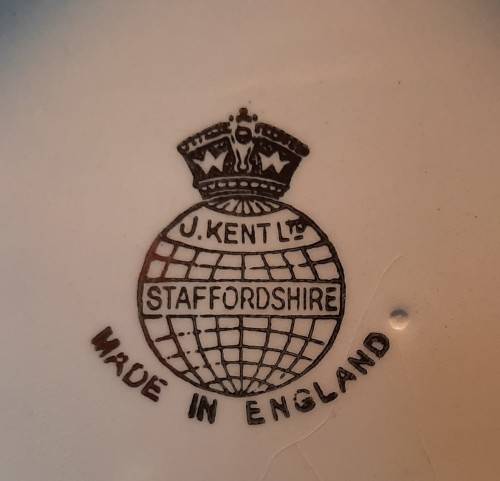 J. KENT LTD
STAFFORDSHIRE
MADE IN ENGLAND